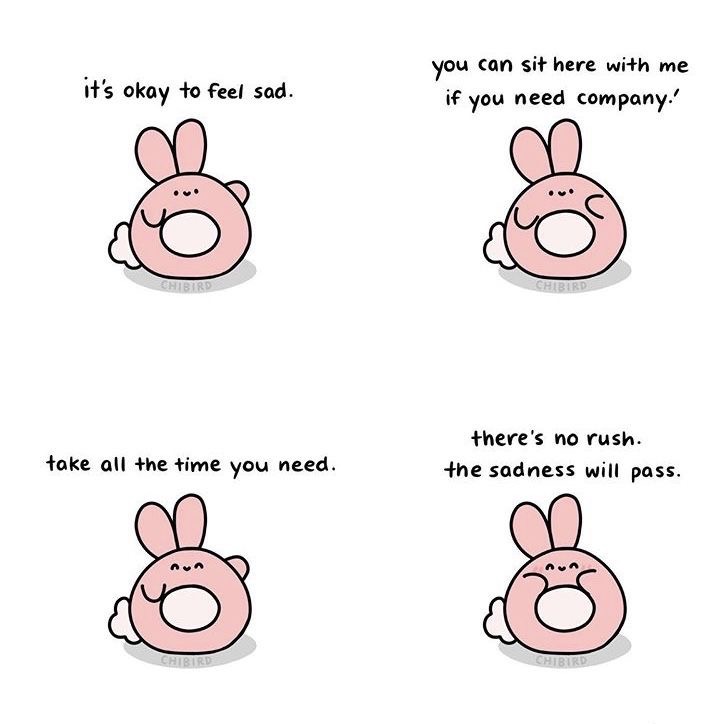 it's okay to feel sad.
you can sit here with me
if you need company.'
CHIBIRD
CHIBIRD
take all the time you need.
there's no rush.
the sadness will pass.
CHIBIRD
CHIBIRD